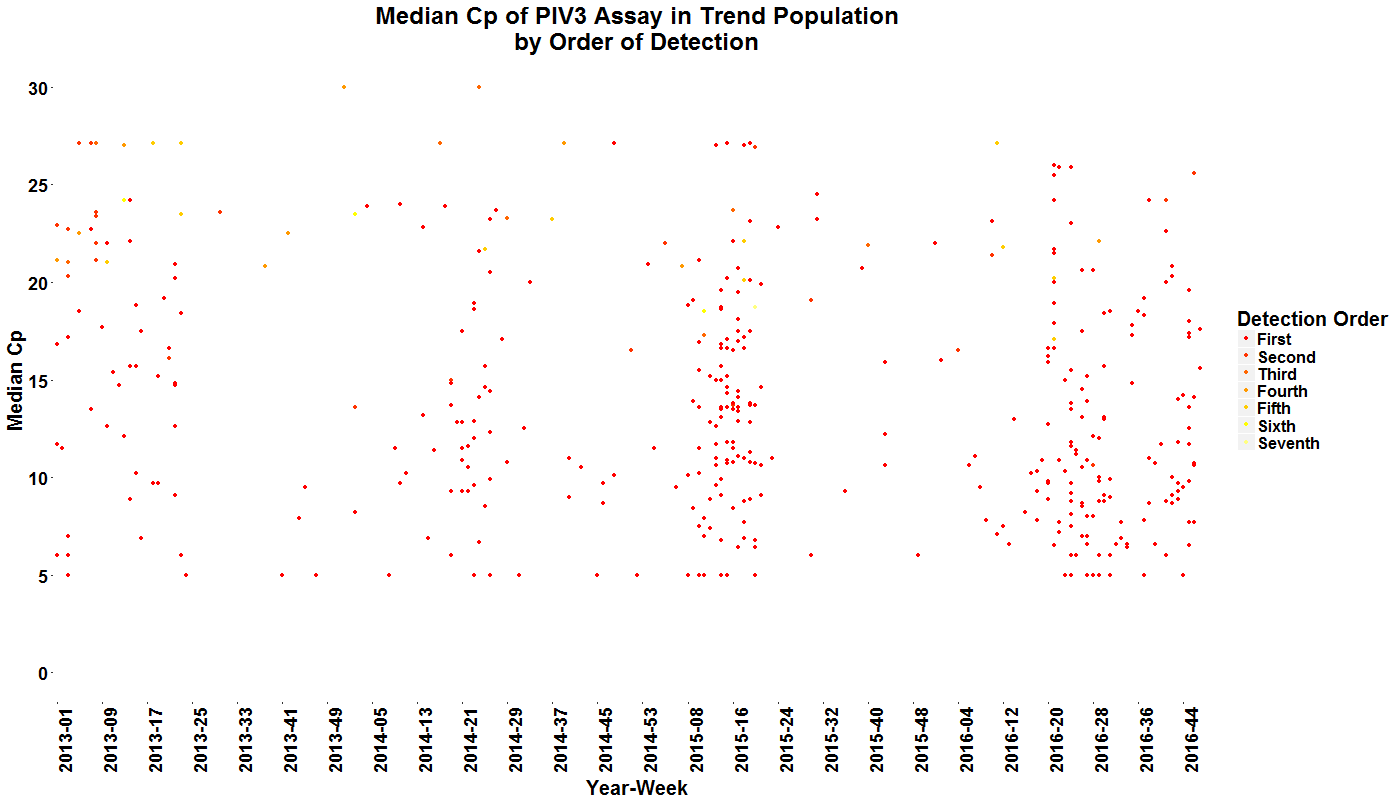 Median Cp of PIV3 Assay in Trend Population
by Order of Detection
Median Cp
30
25
20
15
10
5
0
2013-01
2013-09
2013-17
2013-25
2013-33
2013-41
2013-49
2014-05
2014-13
2014-21
2014-29
2014-37
2014-45
2014-53
2015-08
2015-16
2015-24
2015-32
2015-40
2015-48
2016-04
2016-12
2016-20
2016-28
2016-36
2016-44
Year-Week
Detection Order
First
Second
Third
Fourth
Fifth
Sixth
Seventh